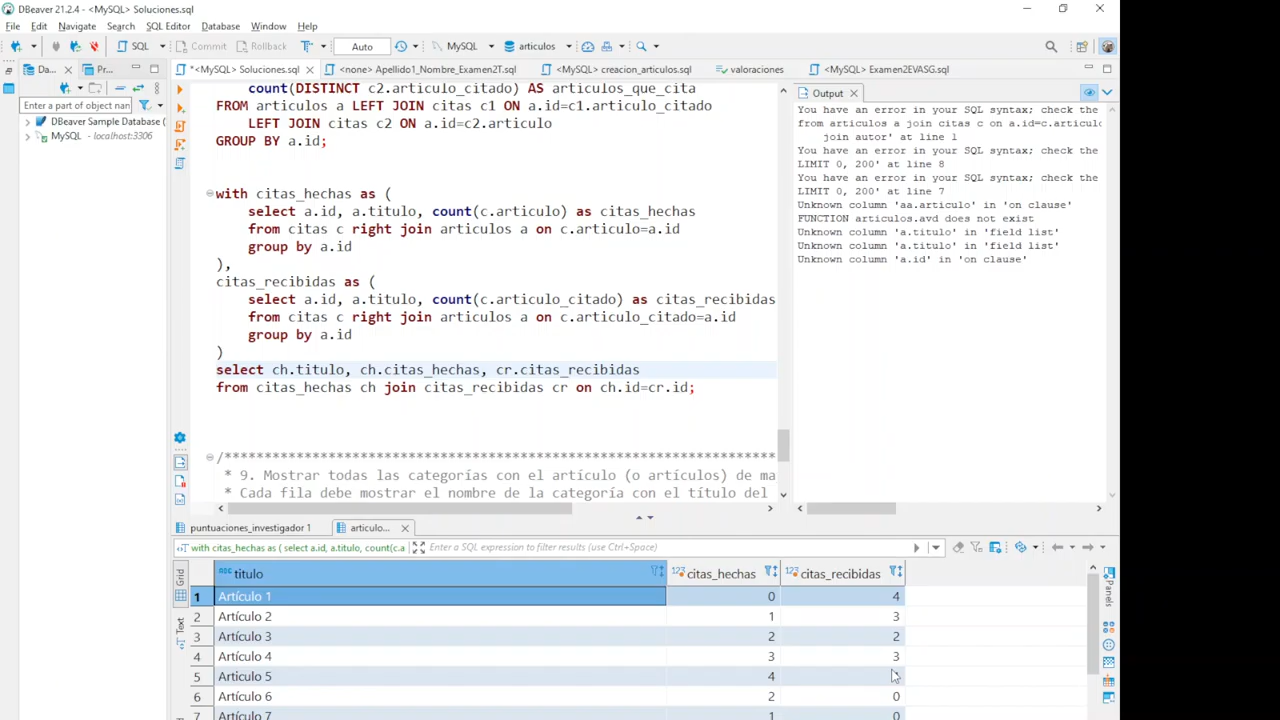 DBeaver 21.2.4 - <MySQL> Soluciones.sql
File Edit Navigate Search SQL Editor Database Window Help
SQL Commit Rollback Auto MySQL articulos
Da... Pr... *<MySQL> Soluciones.sql <none> Apellido1_Nombre_Examen2T.sql <MySQL> creacion_articulos.sql valoraciones <MySQL> Examen2EVASG.sql
Enter a part of object nam
DBeaver Sample Database (
MySQL - localhost:3306
count(DISTINCT c2.articulo_citado) AS articulos_que_cita
FROM articulos a LEFT JOIN citas c1 ON a.id=c1.articulo_citado
LEFT JOIN citas c2 ON a.id=c2.articulo
GROUP BY a.id;
with citas_hechas as (
select a.id, a.titulo, count(c.articulo) as citas_hechas
from citas c right join articulos a on c.articulo=a.id
group by a.id
),
citas_recibidas as (
select a.id, a.titulo, count(c.articulo_citado) as citas_recibidas
from citas c right join articulos a on c.articulo_citado=a.id
group by a.id
)
select ch.titulo, ch.citas_hechas, cr.citas_recibidas
from citas_hechas ch join citas_recibidas cr on ch.id=cr.id;
/**********************************************************************
* 9. Mostrar todas las categorías con el artículo (o artículos) de ma
* Cada fila debe mostrar el nombre de la categoría con el título del
Output
You have an error in your SQL syntax; check the
from articulos a join citas c on a.id=c.articulo
join autor' at line 1
You have an error in your SQL syntax; check the
LIMIT 0, 200' at line 8
You have an error in your SQL syntax; check the
LIMIT 0, 200' at line 7
Unknown column 'aa.articulo' in 'on clause'
FUNCTION articulos.avd does not exist
Unknown column 'a.titulo' in 'field list'
Unknown column 'a.titulo' in 'field list'
Unknown column 'a.id' in 'on clause'
puntuaciones_investigador 1 articulo...
with citas_hechas as ( select a.id, a.titulo, count(c.a Enter a SQL expression to filter results (use Ctrl+Space)
Grid
Text
Panels
titulo citas_hechas citas_recibidas
1 Artículo 1 0 4
2 Artículo 2 1 3
3 Artículo 3 2 2
4 Artículo 4 3 3
5 Artículo 5 4
6 Artículo 6 2 0
7 Artículo 7 1 0